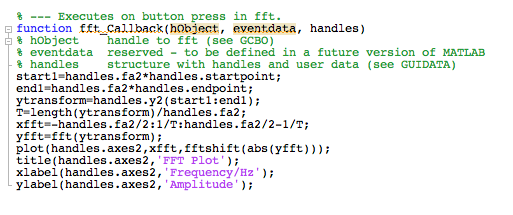 % --- Executes on button press in fft.
function fft_Callback(hObject, eventdata, handles)
% hObject    handle to fft (see GCBO)
% eventdata  reserved - to be defined in a future version of MATLAB
% handles    structure with handles and user data (see GUIDATA)
start1=handles.fa2*handles.startpoint;
end1=handles.fa2*handles.endpoint;
ytransform=handles.y2(start1:end1);
T=length(ytransform)/handles.fa2;
xfft=-handles.fa2/2:1/T:handles.fa2/2-1/T;
yfft=fft(ytransform);
plot(handles.axes2,xfft,fftshift(abs(yfft)));
title(handles.axes2,'FFT Plot');
xlabel(handles.axes2,'Frequency/Hz');
ylabel(handles.axes2,'Amplitude');